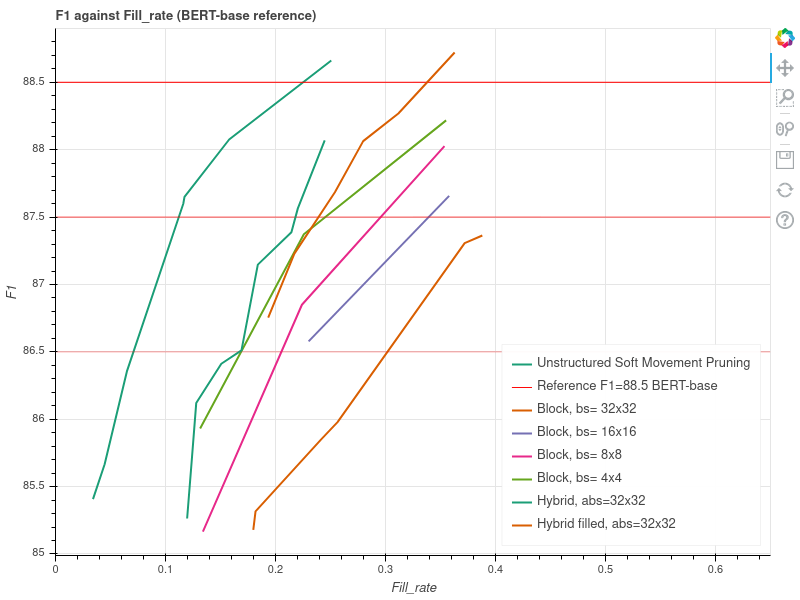 F1 against Fill_rate (BERT-base reference)
88.5
88
87.5
87
86.5
86
85.5
85
F1
0
0.1
0.2
0.3
0.4
0.5
0.6
Fill_rate
Unstructured Soft Movement Pruning
Reference F1=88.5 BERT-base
Block, bs= 32x32
Block, bs= 16x16
Block, bs= 8x8
Block, bs= 4x4
Hybrid, abs=32x32
Hybrid filled, abs=32x32